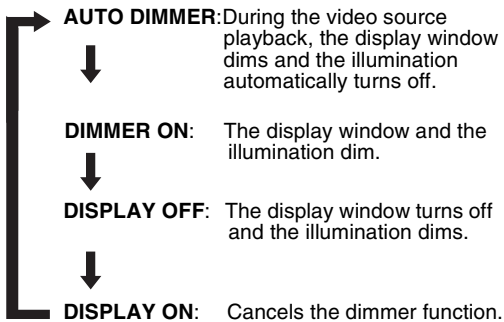 AUTO DIMMER:During the video source
playback, the display window
dims and the illumination
automatically turns off.
DIMMER ON: The display window and the
illumination dim.
DISPLAY OFF: The display window turns off
and the illumination dims.
DISPLAY ON: Cancels the dimmer function.